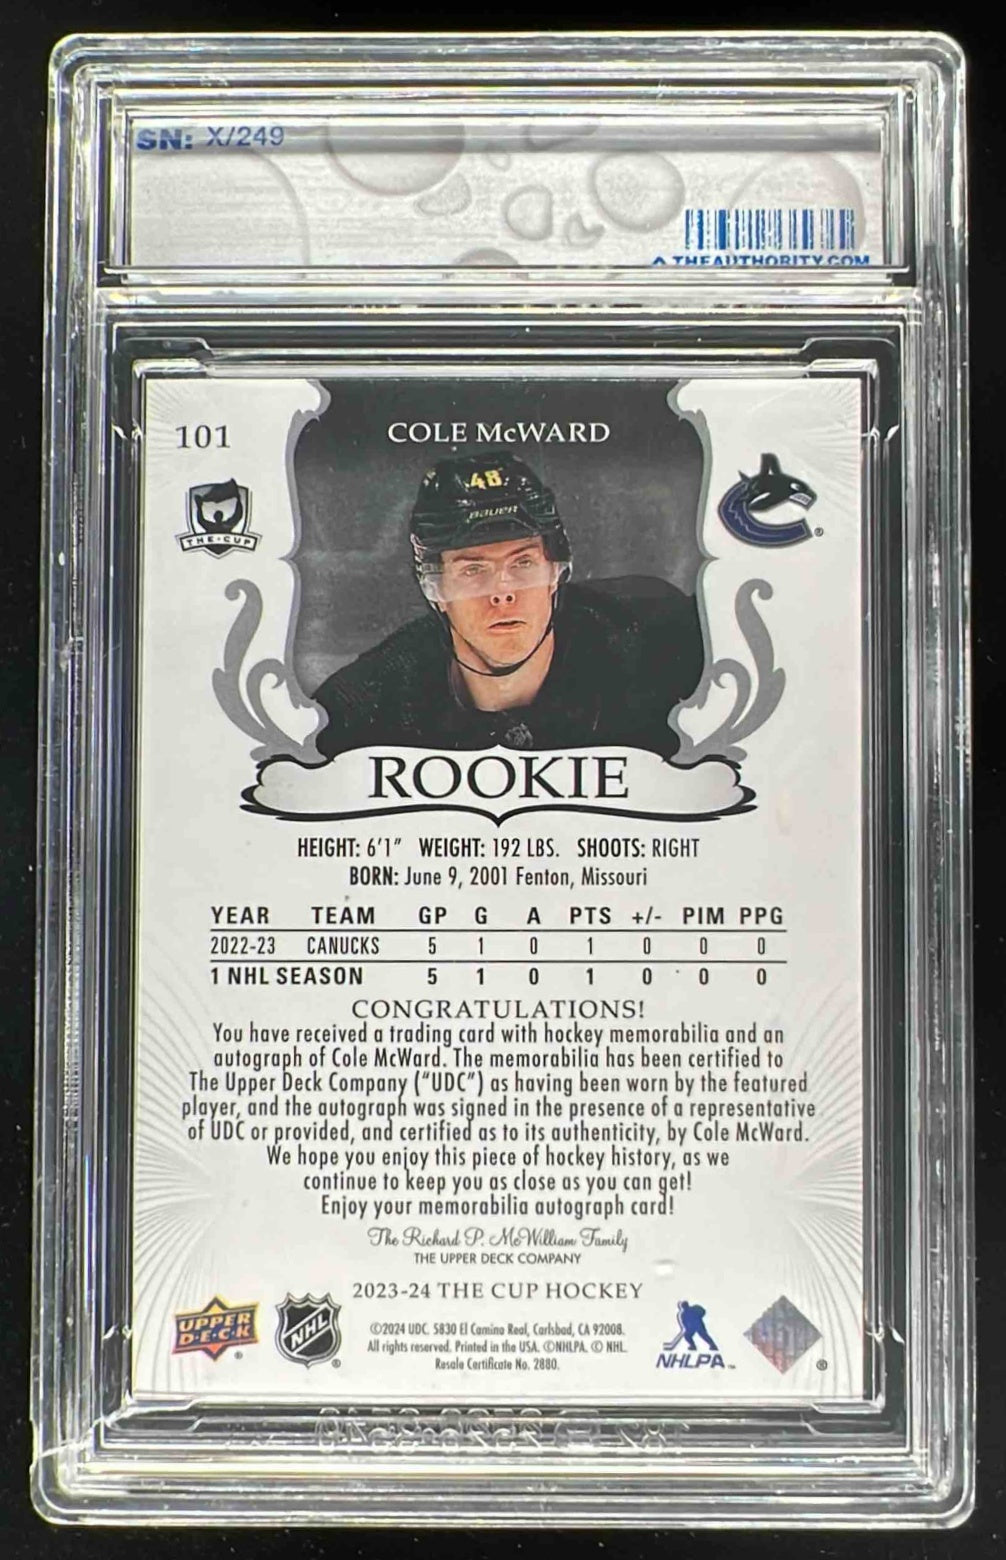 SN: X/249
THEAUTHORITY.COM
101
COLE McWARD
48
BAUER
THE·CUP
ROOKIE
HEIGHT: 6'1" WEIGHT: 192 LBS. SHOOTS: RIGHT
BORN: June 9, 2001 Fenton, Missouri
YEAR TEAM GP G A PTS +/- PIM PPG
2022-23 CANUCKS 5 1 0 1 0 0 0
1 NHL SEASON 5 1 0 1 0 0 0
CONGRATULATIONS!
You have received a trading card with hockey memorabilia and an
autograph of Cole McWard. The memorabilia has been certified to
The Upper Deck Company ("UDC") as having been worn by the featured
player, and the autograph was signed in the presence of a representative
of UDC or provided, and certified as to its authenticity, by Cole McWard.
We hope you enjoy this piece of hockey history, as we
continue to keep you as close as you can get!
Enjoy your memorabilia autograph card!
The Richard P. McWilliam Family
THE UPPER DECK COMPANY
2023-24 THE CUP HOCKEY
UPPER
D·E·C·K
®
NHL
®
©2024 UDC. 5830 El Camino Real, Carlsbad, CA 92008.
All rights reserved. Printed in the USA. ©NHLPA. © NHL.
Resale Certificate No. 2880.
NHLPA™
®